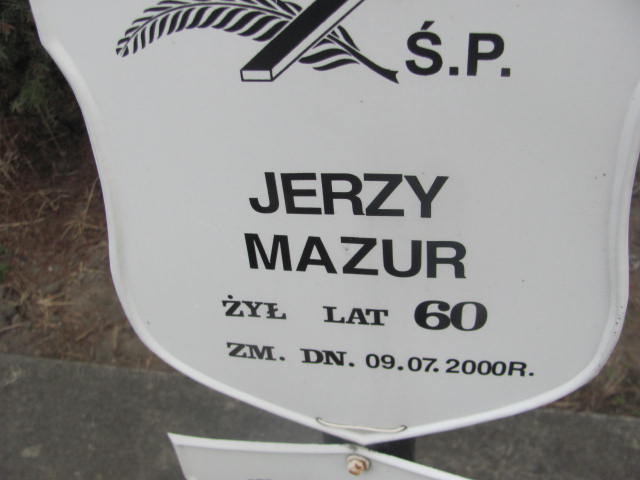 Ś.P.
JERZY
MAZUR
ŻYŁ LAT 60
ZM. DN. 09.07.2000R.